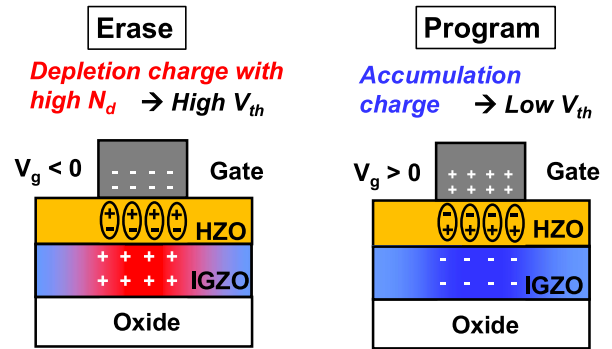 Erase
Depletion charge with
high Nd → High Vth
Vg < 0
- - - -
- - - -
Gate
+ + + +
- - - -
HZO
+ + + +
+ + + +
IGZO
Oxide
Program
Accumulation
charge → Low Vth
Vg > 0
+ + + +
+ + + +
Gate
- - - -
+ + + +
HZO
- - - -
- - - -
IGZO
Oxide